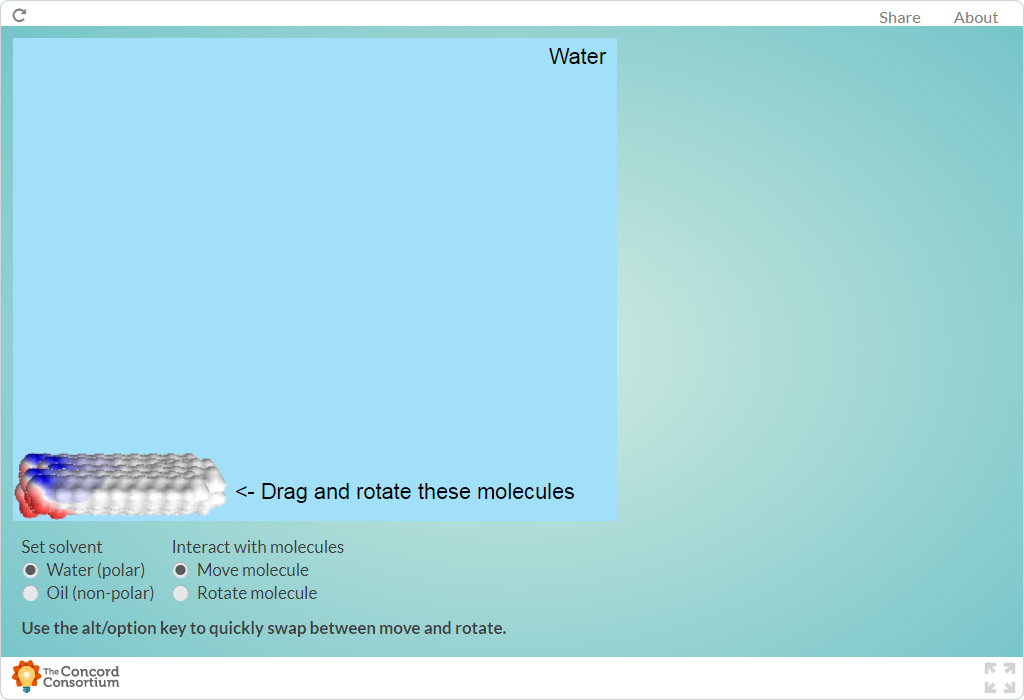 Share About
Water
<- Drag and rotate these molecules
Set solvent
Water (polar)
Oil (non-polar)
Interact with molecules
Move molecule
Rotate molecule
Use the alt/option key to quickly swap between move and rotate.
The Concord
Consortium